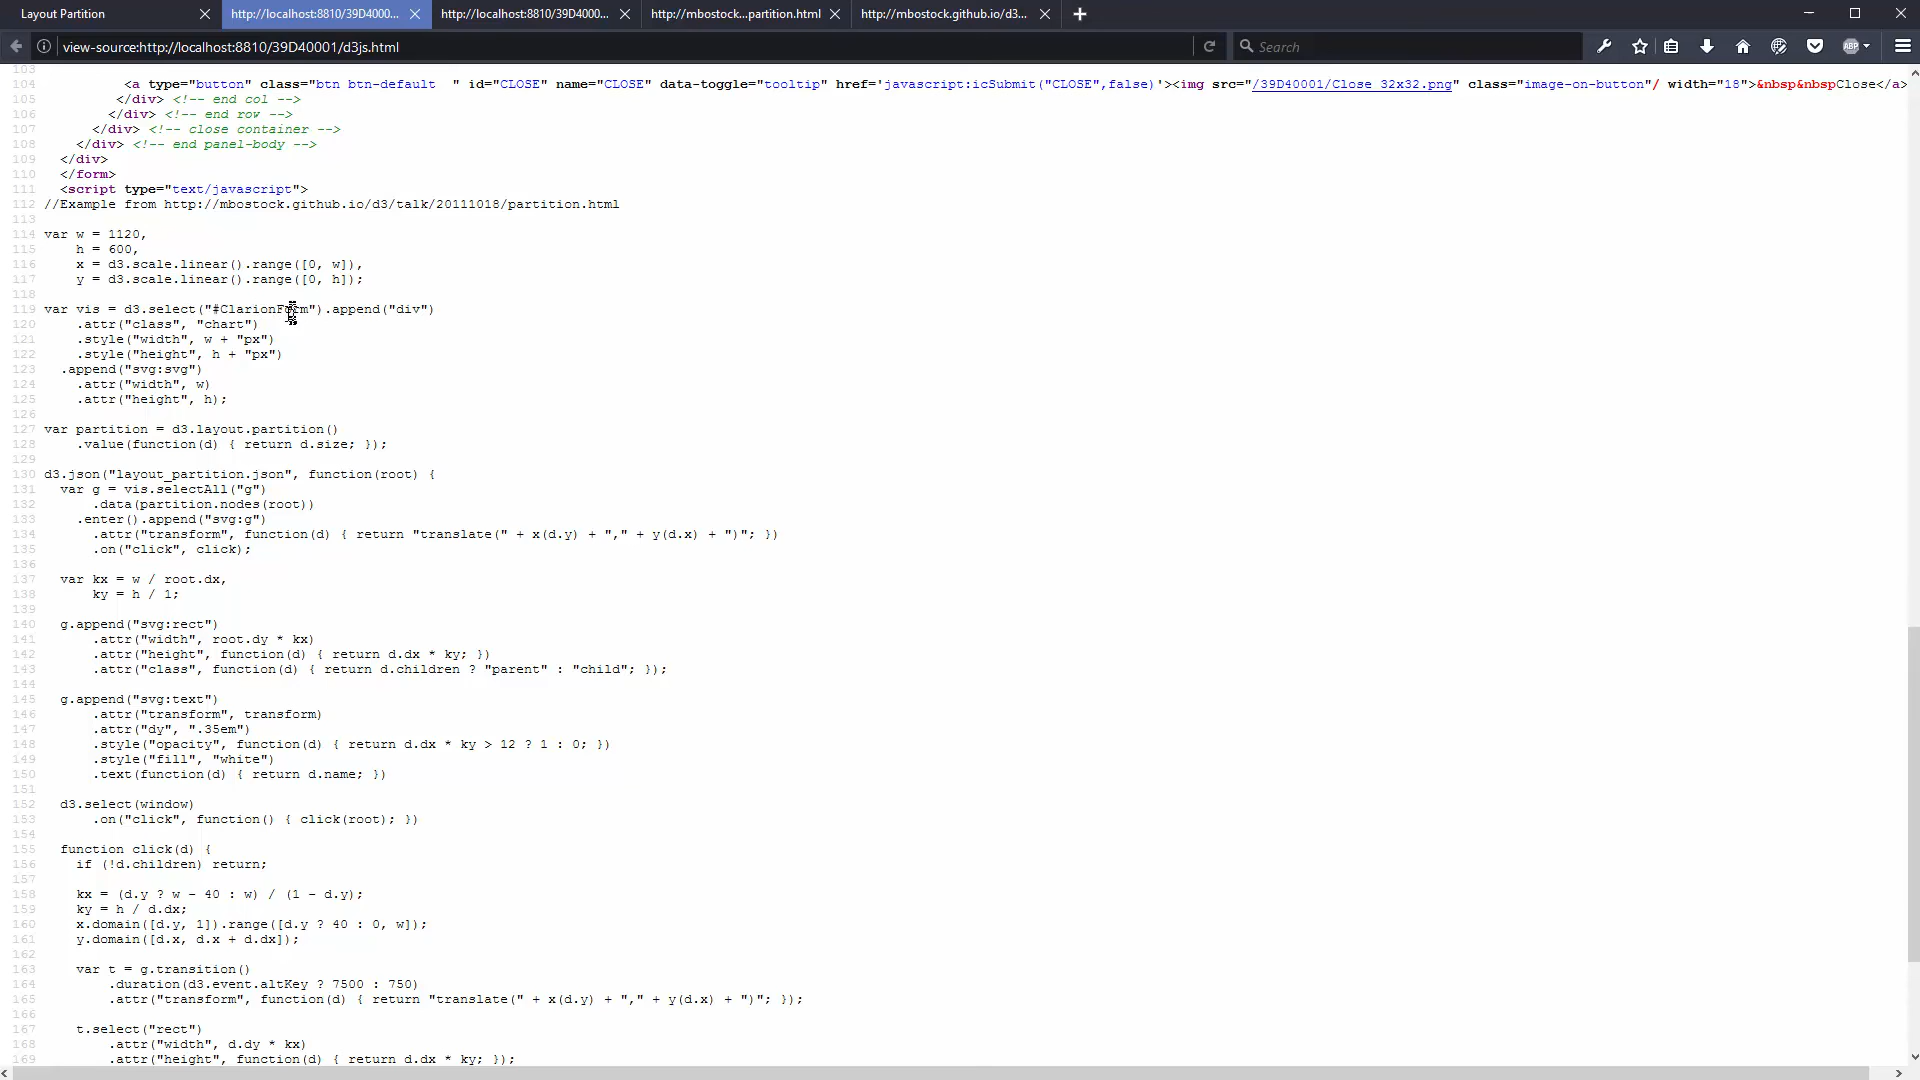 Layout Partition
http://localhost:8810/39D4000...
http://localhost:8810/39D4000...
http://mbostock...partition.html
http://mbostock.github.io/d3...
view-source:http://localhost:8810/39D40001/d3js.html
Search
ABP
103
104 <a type="button" class="btn btn-default  " id="CLOSE" name="CLOSE" data-toggle="tooltip" href='javascript:icSubmit("CLOSE",false)'><img src="/39D40001/Close_32x32.png" class="image-on-button"/ width="18">&nbsp&nbspClose</a>
105 </div> <!-- end col -->
106 </div> <!-- end row -->
107 </div> <!-- close container -->
108 </div> <!-- end panel-body -->
109 </div>
110 </form>
111 <script type="text/javascript">
112 //Example from http://mbostock.github.io/d3/talk/20111018/partition.html
113
114 var w = 1120,
115 h = 600,
116 x = d3.scale.linear().range([0, w]),
117 y = d3.scale.linear().range([0, h]);
118
119 var vis = d3.select("#ClarionForm").append("div")
120 .attr("class", "chart")
121 .style("width", w + "px")
122 .style("height", h + "px")
123 .append("svg:svg")
124 .attr("width", w)
125 .attr("height", h);
126
127 var partition = d3.layout.partition()
128 .value(function(d) { return d.size; });
129
130 d3.json("layout_partition.json", function(root) {
131 var g = vis.selectAll("g")
132 .data(partition.nodes(root))
133 .enter().append("svg:g")
134 .attr("transform", function(d) { return "translate(" + x(d.y) + "," + y(d.x) + ")"; })
135 .on("click", click);
136
137 var kx = w / root.dx,
138 ky = h / 1;
139
140 g.append("svg:rect")
141 .attr("width", root.dy * kx)
142 .attr("height", function(d) { return d.dx * ky; })
143 .attr("class", function(d) { return d.children ? "parent" : "child"; });
144
145 g.append("svg:text")
146 .attr("transform", transform)
147 .attr("dy", ".35em")
148 .style("opacity", function(d) { return d.dx * ky > 12 ? 1 : 0; })
149 .style("fill", "white")
150 .text(function(d) { return d.name; })
151
152 d3.select(window)
153 .on("click", function() { click(root); })
154
155 function click(d) {
156 if (!d.children) return;
157
158 kx = (d.y ? w - 40 : w) / (1 - d.y);
159 ky = h / d.dx;
160 x.domain([d.y, 1]).range([d.y ? 40 : 0, w]);
161 y.domain([d.x, d.x + d.dx]);
162
163 var t = g.transition()
164 .duration(d3.event.altKey ? 7500 : 750)
165 .attr("transform", function(d) { return "translate(" + x(d.y) + "," + y(d.x) + ")"; });
166
167 t.select("rect")
168 .attr("width", d.dy * kx)
169 .attr("height", function(d) { return d.dx * ky; });